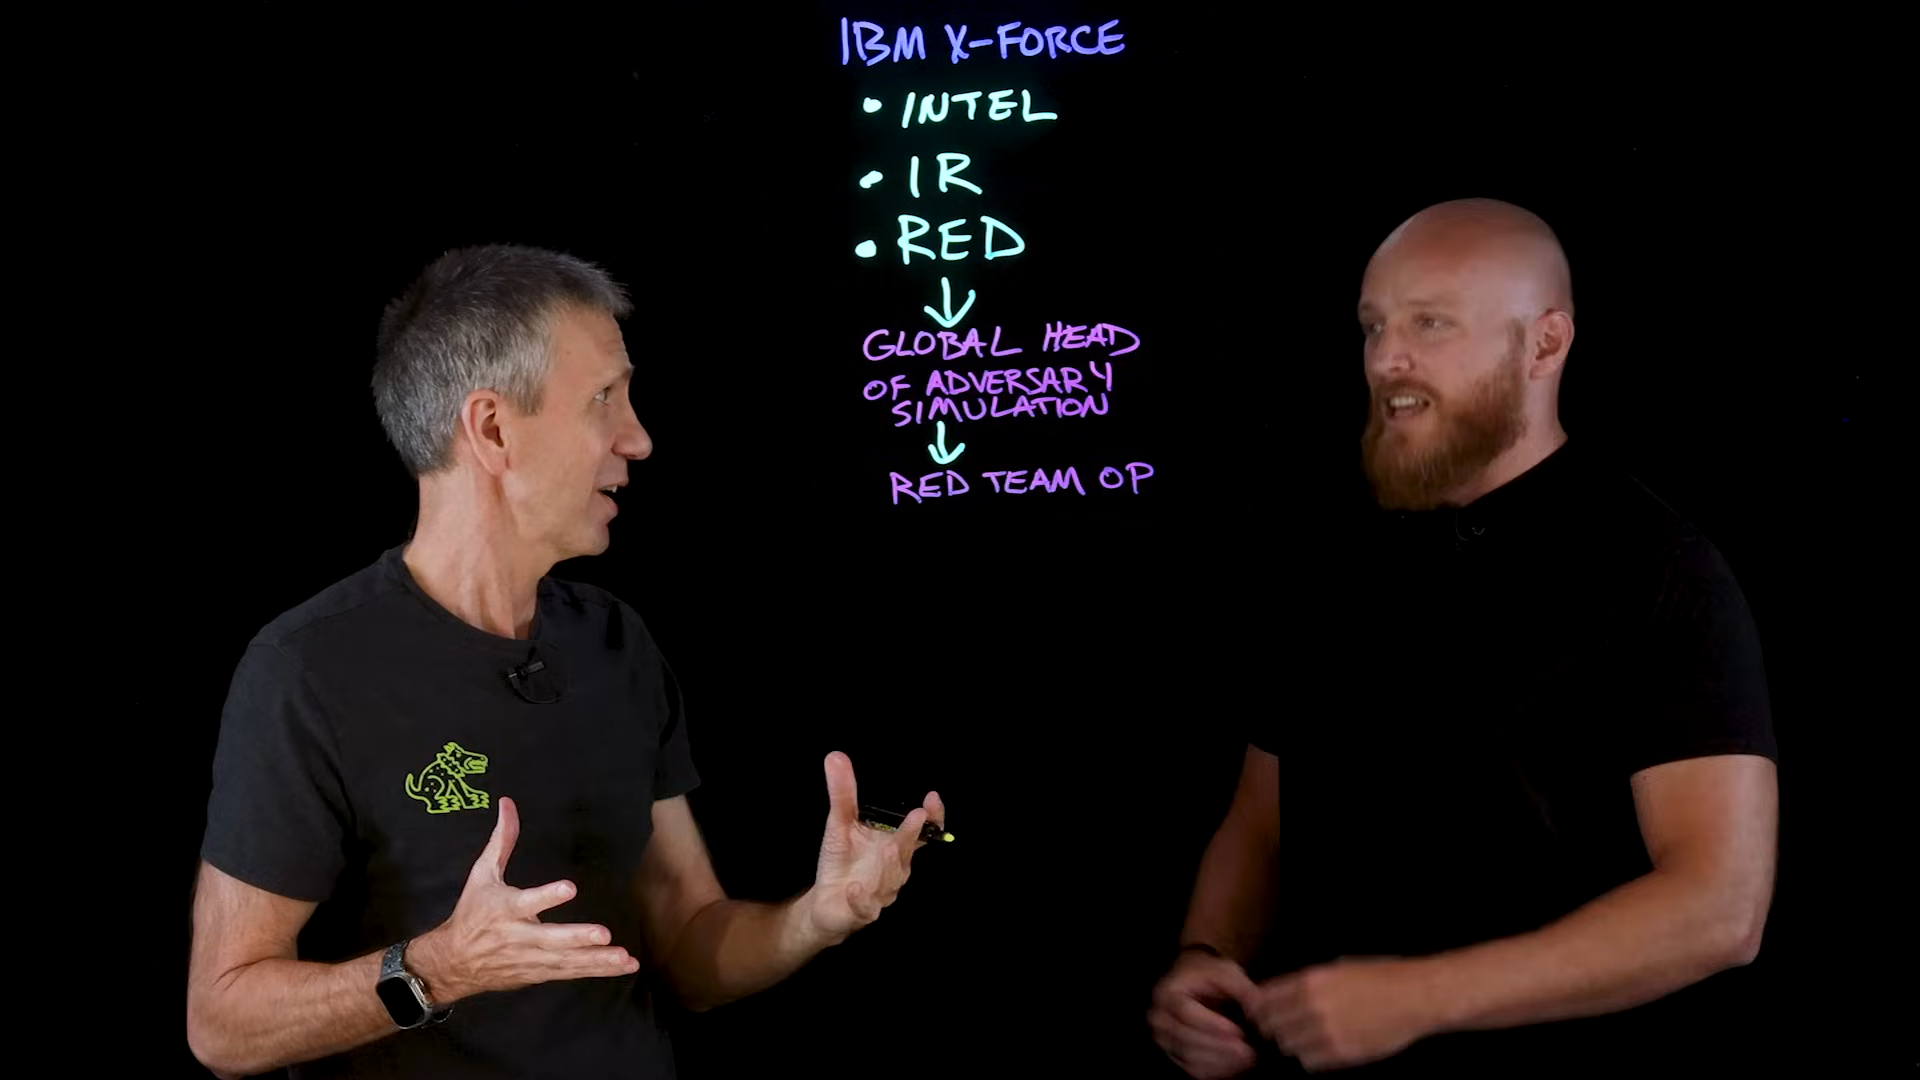 IBM X-FORCE
• INTEL
• IR
• RED
↓
GLOBAL HEAD
OF ADVERSARY
SIMULATION
↓
RED TEAM OP